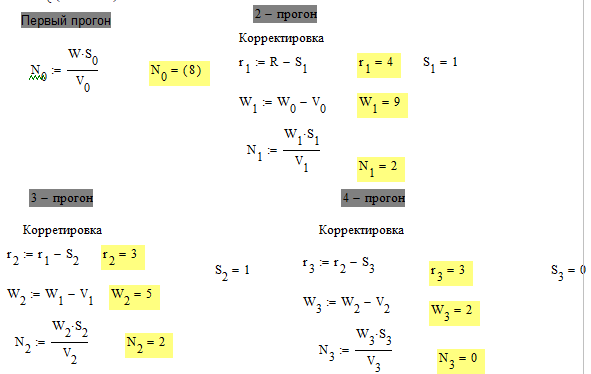 Первый прогон
N0 := W·S0 / V0
N0 = (8)
2 – прогон
Корректировка
r1 := R – S1
r1 = 4
S1 = 1
W1 := W0 – V0
W1 = 9
N1 := W1·S1 / V1
N1 = 2
3 – прогон
Корретировка
r2 := r1 – S2
r2 = 3
S2 = 1
W2 := W1 – V1
W2 = 5
N2 := W2·S2 / V2
N2 = 2
4 – прогон
Корректировка
r3 := r2 – S3
r3 = 3
S3 = 0
W3 := W2 – V2
W3 = 2
N3 := W3·S3 / V3
N3 = 0